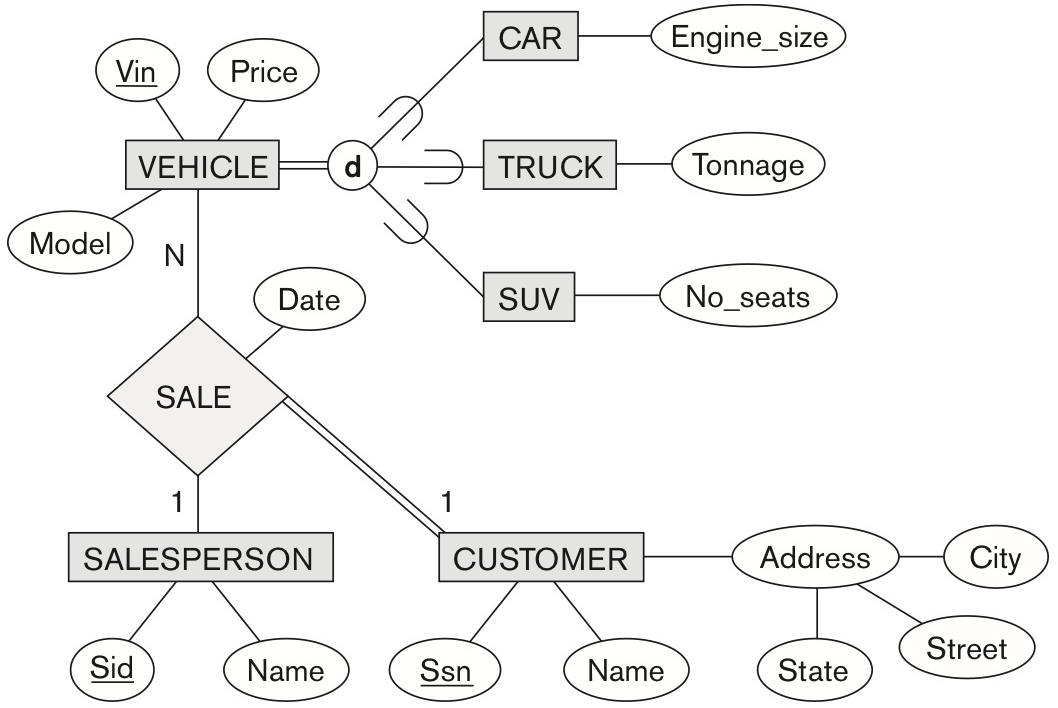 CAR
Engine_size
Vin
Price
VEHICLE
d
TRUCK
Tonnage
Model
N
SUV
No_seats
Date
SALE
1
1
SALESPERSON
CUSTOMER
Address
City
Sid
Name
Ssn
Name
State
Street